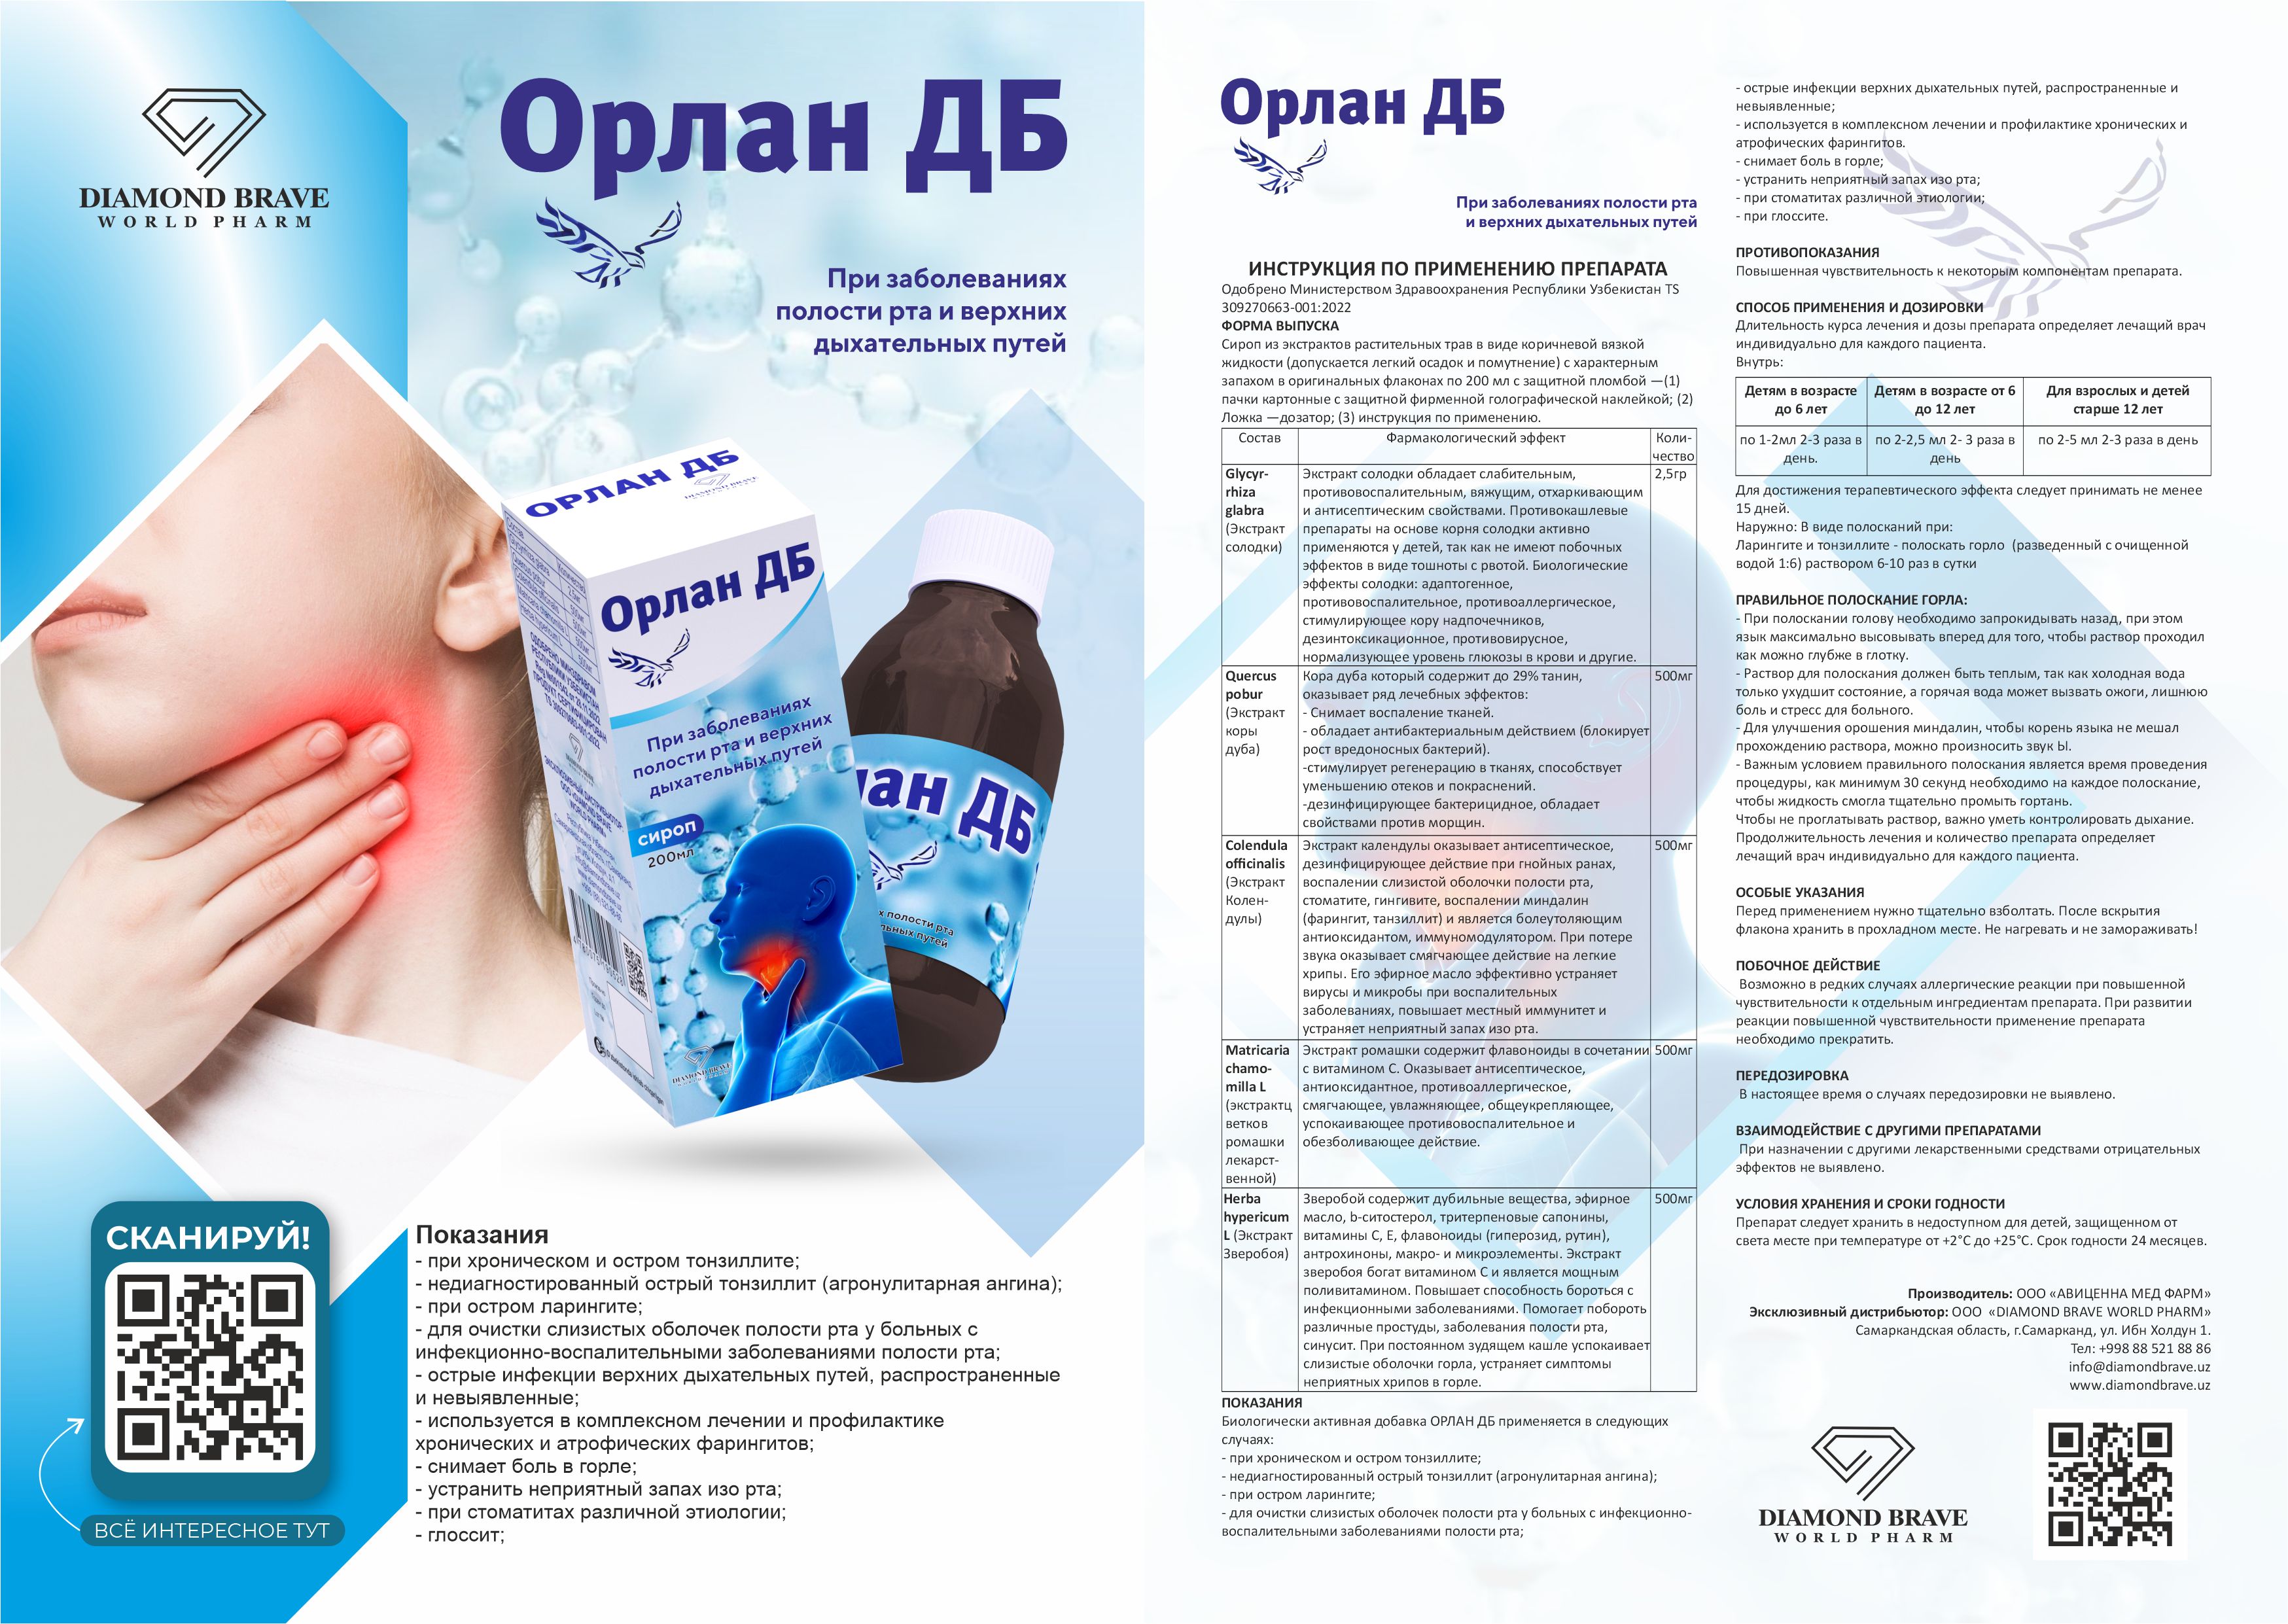 DIAMOND BRAVE
WORLD PHARM
Орлан ДБ
При заболеваниях
полости рта и верхних
дыхательных путей
ОРЛАН ДБ
DIAMOND BRAVE
Орлан ДБ
При заболеваниях
полости рта и верхних
дыхательных путей
сироп
200мл
DIAMOND BRAVE
WORLD PHARM
лан ДБ
х полости рта
льных путей
СКАНИРУЙ!
ВСЁ ИНТЕРЕСНОЕ ТУТ
Показания
- при хроническом и остром тонзиллите;
- недиагностированный острый тонзиллит (агронулитарная ангина);
- при остром ларингите;
- для очистки слизистых оболочек полости рта у больных с
инфекционно-воспалительными заболеваниями полости рта;
- острые инфекции верхних дыхательных путей, распространенные
и невыявленные;
- используется в комплексном лечении и профилактике
хронических и атрофических фарингитов;
- снимает боль в горле;
- устранить неприятный запах изо рта;
- при стоматитах различной этиологии;
- глоссит;
Орлан ДБ
При заболеваниях полости рта
и верхних дыхательных путей
ИНСТРУКЦИЯ ПО ПРИМЕНЕНИЮ ПРЕПАРАТА
Одобрено Министерством Здравоохранения Республики Узбекистан TS
309270663-001:2022
ФОРМА ВЫПУСКА
Сироп из экстрактов растительных трав в виде коричневой вязкой
жидкости (допускается легкий осадок и помутнение) с характерным
запахом в оригинальных флаконах по 200 мл с защитной пломбой —(1)
пачки картонные с защитной фирменной голографической наклейкой; (2)
Ложка —дозатор; (3) инструкция по применению.
Состав Фармакологический эффект Коли-
чество
Glycyr-
rhiza
glabra
(Экстракт
солодки)
Экстракт солодки обладает слабительным,
противовоспалительным, вяжущим, отхаркивающим
и антисептическим свойствами. Противокашлевые
препараты на основе корня солодки активно
применяются у детей, так как не имеют побочных
эффектов в виде тошноты с рвотой. Биологические
эффекты солодки: адаптогенное,
противовоспалительное, противоаллергическое,
стимулирующее кору надпочечников,
дезинтоксикационное, противовирусное,
нормализующее уровень глюкозы в крови и другие.
2,5гр
Quercus
pobur
(Экстракт
коры
дуба)
Кора дуба который содержит до 29% танин,
оказывает ряд лечебных эффектов:
- Снимает воспаление тканей.
- обладает антибактериальным действием (блокирует
рост вредоносных бактерий).
-стимулирует регенерацию в тканях, способствует
уменьшению отеков и покраснений.
-дезинфицирующее бактерицидное, обладает
свойствами против морщин.
500мг
Colendula
officinalis
(Экстракт
Колен-
дулы)
Экстракт календулы оказывает антисептическое,
дезинфицирующее действие при гнойных ранах,
воспалении слизистой оболочки полости рта,
стоматите, гингивите, воспалении миндалин
(фарингит, танзиллит) и является болеутоляющим
антиоксидантом, иммуномодулятором. При потере
звука оказывает смягчающее действие на легкие
хрипы. Его эфирное масло эффективно устраняет
вирусы и микробы при воспалительных
заболеваниях, повышает местный иммунитет и
устраняет неприятный запах изо рта.
500мг
Matricaria
chamo-
milla L
(экстрактц
ветков
ромашки
лекарст-
венной)
Экстракт ромашки содержит флавоноиды в сочетании
с витамином С. Оказывает антисептическое,
антиоксидантное, противоаллергическое,
смягчающее, увлажняющее, общеукрепляющее,
успокаивающее противовоспалительное и
обезболивающее действие.
500мг
Herba
hypericum
L (Экстракт
Зверобоя)
Зверобой содержит дубильные вещества, эфирное
масло, b-ситостерол, тритерпеновые сапонины,
витамины С, Е, флавоноиды (гиперозид, рутин),
антрохиноны, макро- и микроэлементы. Экстракт
зверобоя богат витамином С и является мощным
поливитамином. Повышает способность бороться с
инфекционными заболеваниями. Помогает побороть
различные простуды, заболевания полости рта,
синусит. При постоянном зудящем кашле успокаивает
слизистые оболочки горла, устраняет симптомы
неприятных хрипов в горле.
500мг
ПОКАЗАНИЯ
Биологически активная добавка ОРЛАН ДБ применяется в следующих
случаях:
- при хроническом и остром тонзиллите;
- недиагностированный острый тонзиллит (агронулитарная ангина);
- при остром ларингите;
- для очистки слизистых оболочек полости рта у больных с инфекционно-
воспалительными заболеваниями полости рта;
- острые инфекции верхних дыхательных путей, распространенные и
невыявленные;
- используется в комплексном лечении и профилактике хронических и
атрофических фарингитов.
- снимает боль в горле;
- устранить неприятный запах изо рта;
- при стоматитах различной этиологии;
- при глоссите.
ПРОТИВОПОКАЗАНИЯ
Повышенная чувствительность к некоторым компонентам препарата.
СПОСОБ ПРИМЕНЕНИЯ И ДОЗИРОВКИ
Длительность курса лечения и дозы препарата определяет лечащий врач
индивидуально для каждого пациента.
Внутрь:
Детям в возрасте до 6 лет
Детям в возрасте от 6 до 12 лет
Для взрослых и детей старше 12 лет
по 1-2мл 2-3 раза в день.
по 2-2,5 мл 2- 3 раза в день
по 2-5 мл 2-3 раза в день
Для достижения терапевтического эффекта следует принимать не менее
15 дней.
Наружно: В виде полосканий при:
Ларингите и тонзиллите - полоскать горло (разведенный с очищенной
водой 1:6) раствором 6-10 раз в сутки
ПРАВИЛЬНОЕ ПОЛОСКАНИЕ ГОРЛА:
- При полоскании голову необходимо запрокидывать назад, при этом
язык максимально высовывать вперед для того, чтобы раствор проходил
как можно глубже в глотку.
- Раствор для полоскания должен быть теплым, так как холодная вода
только ухудшит состояние, а горячая вода может вызвать ожоги, лишнюю
боль и стресс для больного.
- Для улучшения орошения миндалин, чтобы корень языка не мешал
прохождению раствора, можно произносить звук Ы.
- Важным условием правильного полоскания является время проведения
процедуры, как минимум 30 секунд необходимо на каждое полоскание,
чтобы жидкость смогла тщательно промыть гортань.
Чтобы не проглатывать раствор, важно уметь контролировать дыхание.
Продолжительность лечения и количество препарата определяет
лечащий врач индивидуально для каждого пациента.
ОСОБЫЕ УКАЗАНИЯ
Перед применением нужно тщательно взболтать. После вскрытия
флакона хранить в прохладном месте. Не нагревать и не замораживать!
ПОБОЧНОЕ ДЕЙСТВИЕ
Возможно в редких случаях аллергические реакции при повышенной
чувствительности к отдельным ингредиентам препарата. При развитии
реакции повышенной чувствительности применение препарата
необходимо прекратить.
ПЕРЕДОЗИРОВКА
В настоящее время о случаях передозировки не выявлено.
ВЗАИМОДЕЙСТВИЕ С ДРУГИМИ ПРЕПАРАТАМИ
При назначении с другими лекарственными средствами отрицательных
эффектов не выявлено.
УСЛОВИЯ ХРАНЕНИЯ И СРОКИ ГОДНОСТИ
Препарат следует хранить в недоступном для детей, защищенном от
света месте при температуре от +2°С до +25°С. Срок годности 24 месяцев.
Производитель: ООО «АВИЦЕННА МЕД ФАРМ»
Эксклюзивный дистрибьютор: ООО «DIAMOND BRAVE WORLD PHARM»
Самаркандская область, г.Самарканд, ул. Ибн Холдун 1.
Тел: +998 88 521 88 86
info@diamondbrave.uz
www.diamondbrave.uz
DIAMOND BRAVE
WORLD PHARM